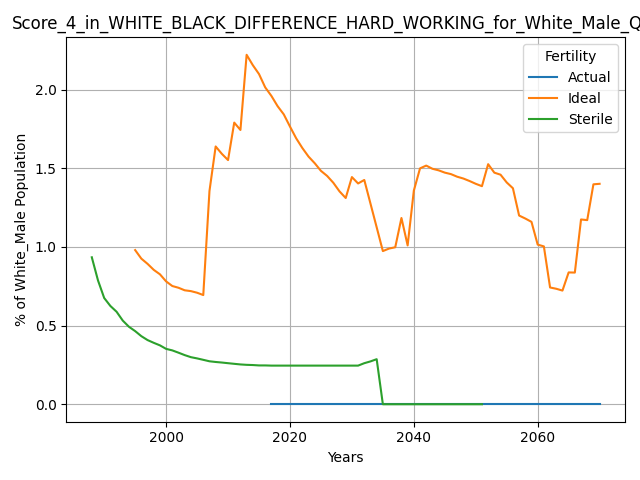 Score_4_in_WHITE_BLACK_DIFFERENCE_HARD_WORKING_for_White_Male_Q
Fertility
Actual
Ideal
Sterile
% of White_Male Population
2.0
1.5
1.0
0.5
0.0
2000
2020
2040
2060
Years